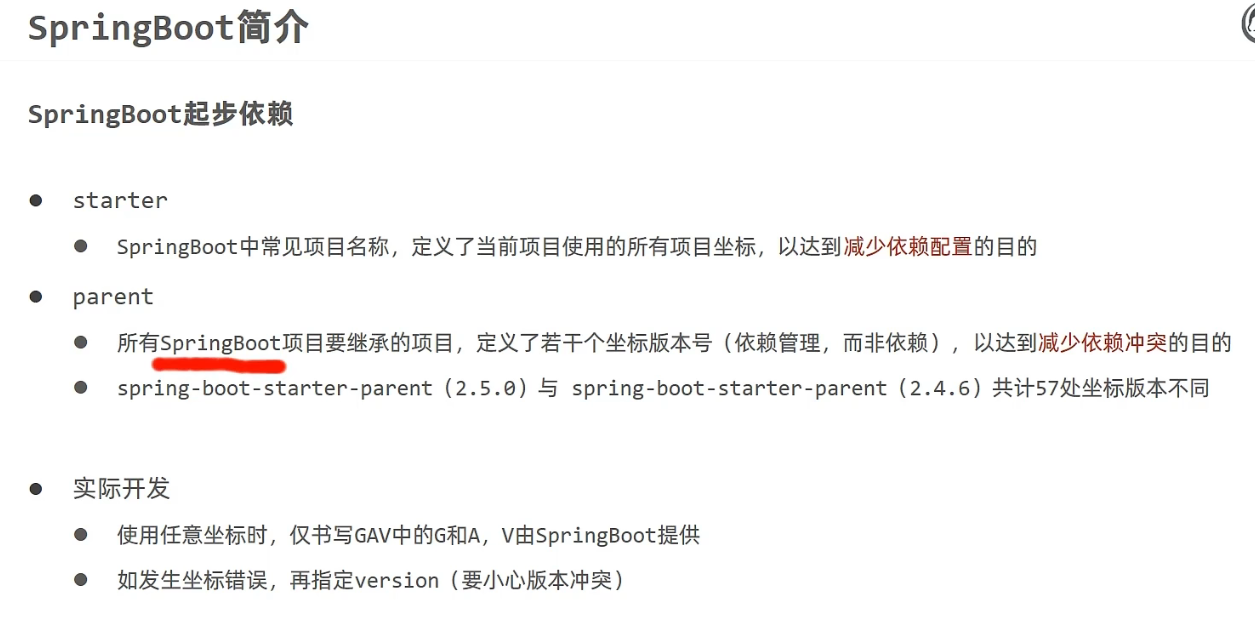 SpringBoot简介
SpringBoot起步依赖
starter
SpringBoot中常见项目名称，定义了当前项目使用的所有项目坐标，以达到减少依赖配置的目的
parent
所有SpringBoot项目要继承的项目，定义了若干个坐标版本号（依赖管理，而非依赖），以达到减少依赖冲突的目的
spring-boot-starter-parent（2.5.0）与 spring-boot-starter-parent（2.4.6）共计57处坐标版本不同
实际开发
使用任意坐标时，仅书写GAV中的G和A，V由SpringBoot提供
如发生坐标错误，再指定version（要小心版本冲突）